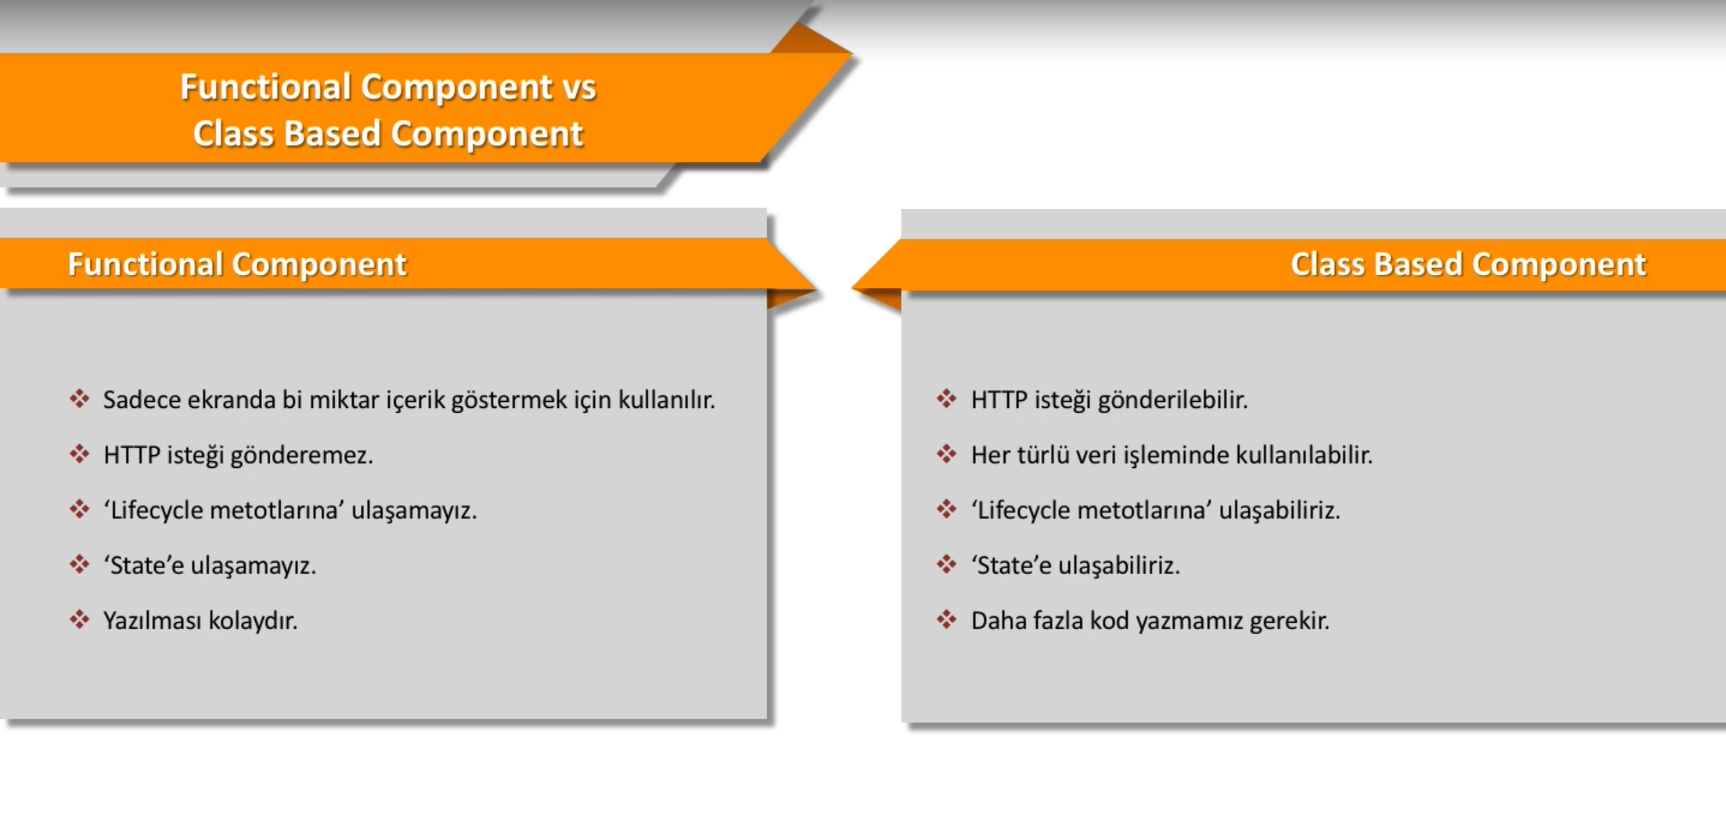 Functional Component vs
Class Based Component
Functional Component
Sadece ekranda bi miktar içerik göstermek için kullanılır.
HTTP isteği gönderemez.
‘Lifecycle metotlarına’ ulaşamayız.
‘State’e ulaşamayız.
Yazılması kolaydır.
Class Based Component
HTTP isteği gönderilebilir.
Her türlü veri işleminde kullanılabilir.
‘Lifecycle metotlarına’ ulaşabiliriz.
‘State’e ulaşabiliriz.
Daha fazla kod yazmamız gerekir.